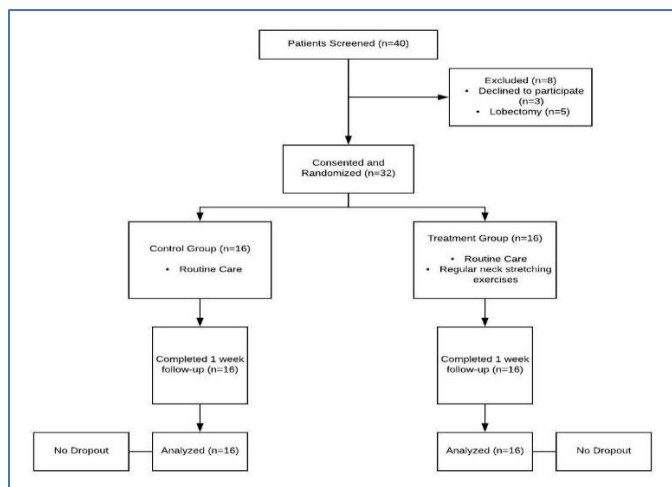 Patients Screened (n=40)
Excluded (n=8)
• Declined to participate
(n=3)
• Lobectomy (n=5)
Consented and
Randomized (n=32)
Control Group (n=16)
• Routine Care
Treatment Group (n=16)
• Routine Care
• Regular neck stretching
exercises
Completed 1 week
follow-up (n=16)
Completed 1 week
follow-up (n=16)
No Dropout
Analyzed (n=16)
Analyzed (n=16)
No Dropout